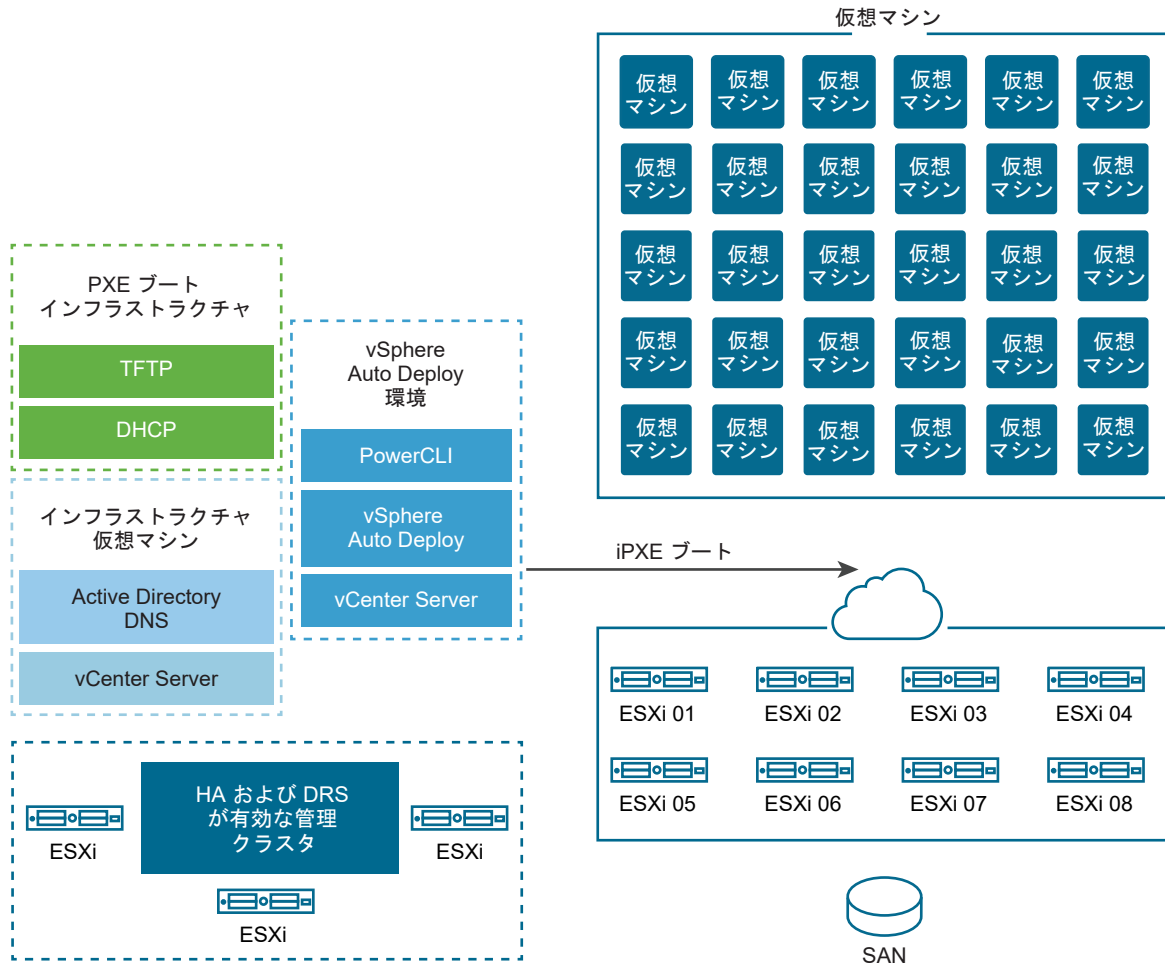 仮想マシン
仮想 仮想 仮想 仮想 仮想 仮想
マシン マシン マシン マシン マシン マシン
仮想 仮想 仮想 仮想 仮想 仮想
マシン マシン マシン マシン マシン マシン
仮想 仮想 仮想 仮想 仮想 仮想
マシン マシン マシン マシン マシン マシン
仮想 仮想 仮想 仮想 仮想 仮想
マシン マシン マシン マシン マシン マシン
仮想 仮想 仮想 仮想 仮想 仮想
マシン マシン マシン マシン マシン マシン
PXE ブート
インフラストラクチャ
TFTP
DHCP
インフラストラクチャ
仮想マシン
Active Directory
DNS
vCenter Server
vSphere
Auto Deploy
環境
PowerCLI
vSphere
Auto Deploy
vCenter Server
iPXE ブート
ESXi 01 ESXi 02 ESXi 03 ESXi 04
ESXi 05 ESXi 06 ESXi 07 ESXi 08
HA および DRS
が有効な管理
クラスタ
ESXi
ESXi
ESXi
SAN